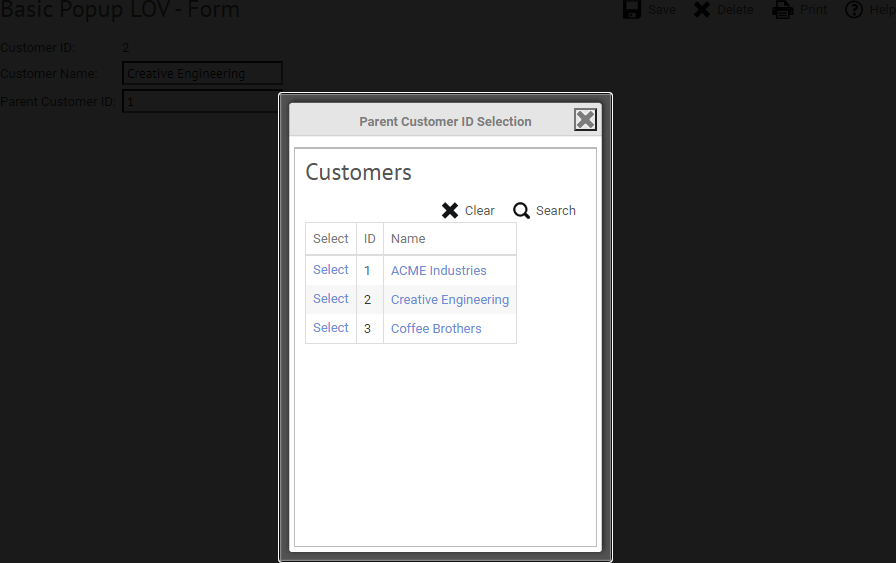 Basic Popup LOV - Form
Save Delete Print Help
Customer ID: 2
Customer Name: Creative Engineering
Parent Customer ID: 1
Parent Customer ID Selection
Customers
Clear Search
Select ID Name
Select 1 ACME Industries
Select 2 Creative Engineering
Select 3 Coffee Brothers